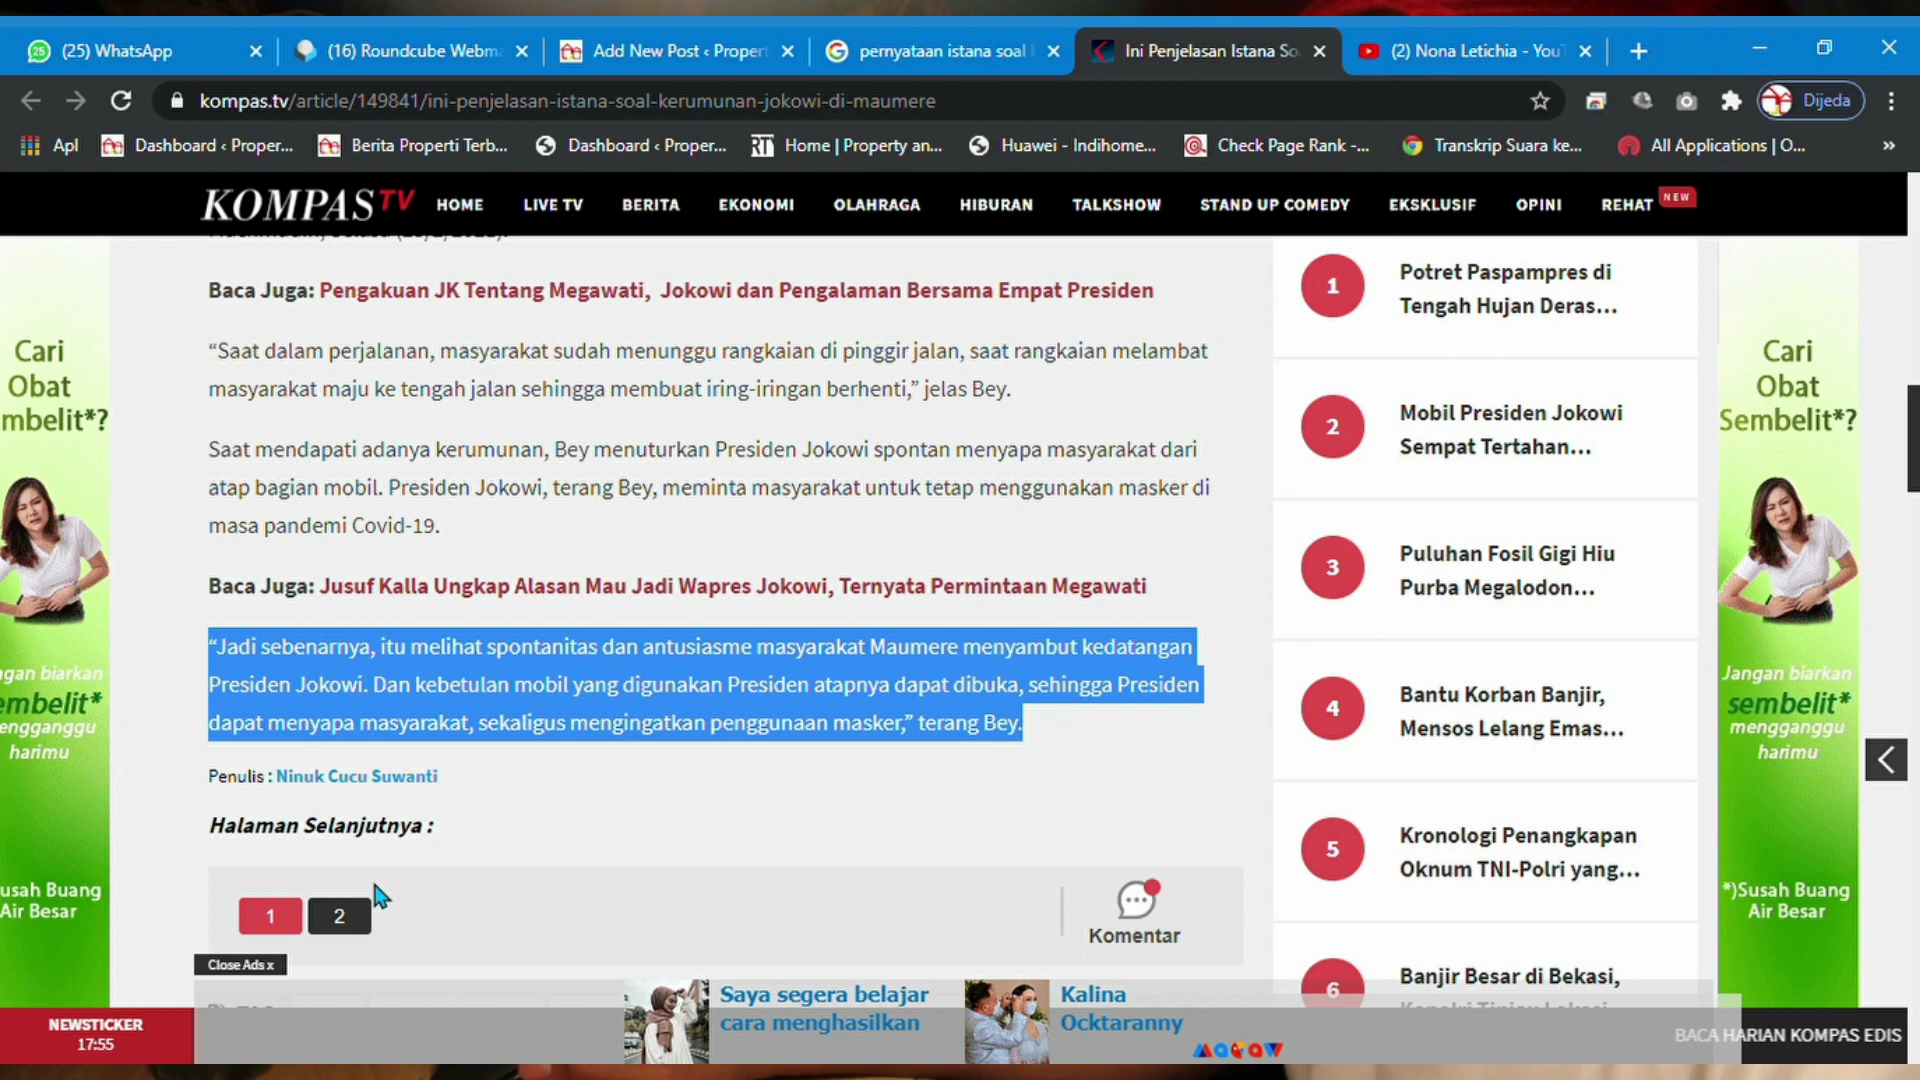 (25) WhatsApp
(16) Roundcube Webm
Add New Post ‹ Proper
pernyataan istana soal
Ini Penjelasan Istana So
(2) Nona Letichia - You
kompas.tv/article/149841/ini-penjelasan-istana-soal-kerumunan-jokowi-di-maumere
Dijeda
Apl
Dashboard ‹ Proper...
Berita Properti Terb...
Dashboard ‹ Proper...
Home | Property an...
Huawei - Indihome...
Check Page Rank -...
Transkrip Suara ke...
All Applications | O...
KOMPAS TV
HOME
LIVE TV
BERITA
EKONOMI
OLAHRAGA
HIBURAN
TALKSHOW
STAND UP COMEDY
EKSKLUSIF
OPINI
REHAT
NEW
Baca Juga: Pengakuan JK Tentang Megawati, Jokowi dan Pengalaman Bersama Empat Presiden
“Saat dalam perjalanan, masyarakat sudah menunggu rangkaian di pinggir jalan, saat rangkaian melambat
masyarakat maju ke tengah jalan sehingga membuat iring-iringan berhenti,” jelas Bey.
Saat mendapati adanya kerumunan, Bey menuturkan Presiden Jokowi spontan menyapa masyarakat dari
atap bagian mobil. Presiden Jokowi, terang Bey, meminta masyarakat untuk tetap menggunakan masker di
masa pandemi Covid-19.
Baca Juga: Jusuf Kalla Ungkap Alasan Mau Jadi Wapres Jokowi, Ternyata Permintaan Megawati
“Jadi sebenarnya, itu melihat spontanitas dan antusiasme masyarakat Maumere menyambut kedatangan
Presiden Jokowi. Dan kebetulan mobil yang digunakan Presiden atapnya dapat dibuka, sehingga Presiden
dapat menyapa masyarakat, sekaligus mengingatkan penggunaan masker,” terang Bey.
Penulis : Ninuk Cucu Suwanti
Halaman Selanjutnya :
1
2
Komentar
1
Potret Paspampres di
Tengah Hujan Deras...
2
Mobil Presiden Jokowi
Sempat Tertahan...
3
Puluhan Fosil Gigi Hiu
Purba Megalodon...
4
Bantu Korban Banjir,
Mensos Lelang Emas...
5
Kronologi Penangkapan
Oknum TNI-Polri yang...
6
Banjir Besar di Bekasi,
Cari
Obat
mbelit*?
ngan biarkan
embelit*
engganggu
harimu
usah Buang
Air Besar
Cari
Obat
Sembelit*?
Jangan biarkan
sembelit*
mengganggu
harimu
*)Susah Buang
Air Besar
Close Ads x
Saya segera belajar
cara menghasilkan
Kalina
Ocktaranny
NEWSTICKER
17:55
BACA HARIAN KOMPAS EDIS